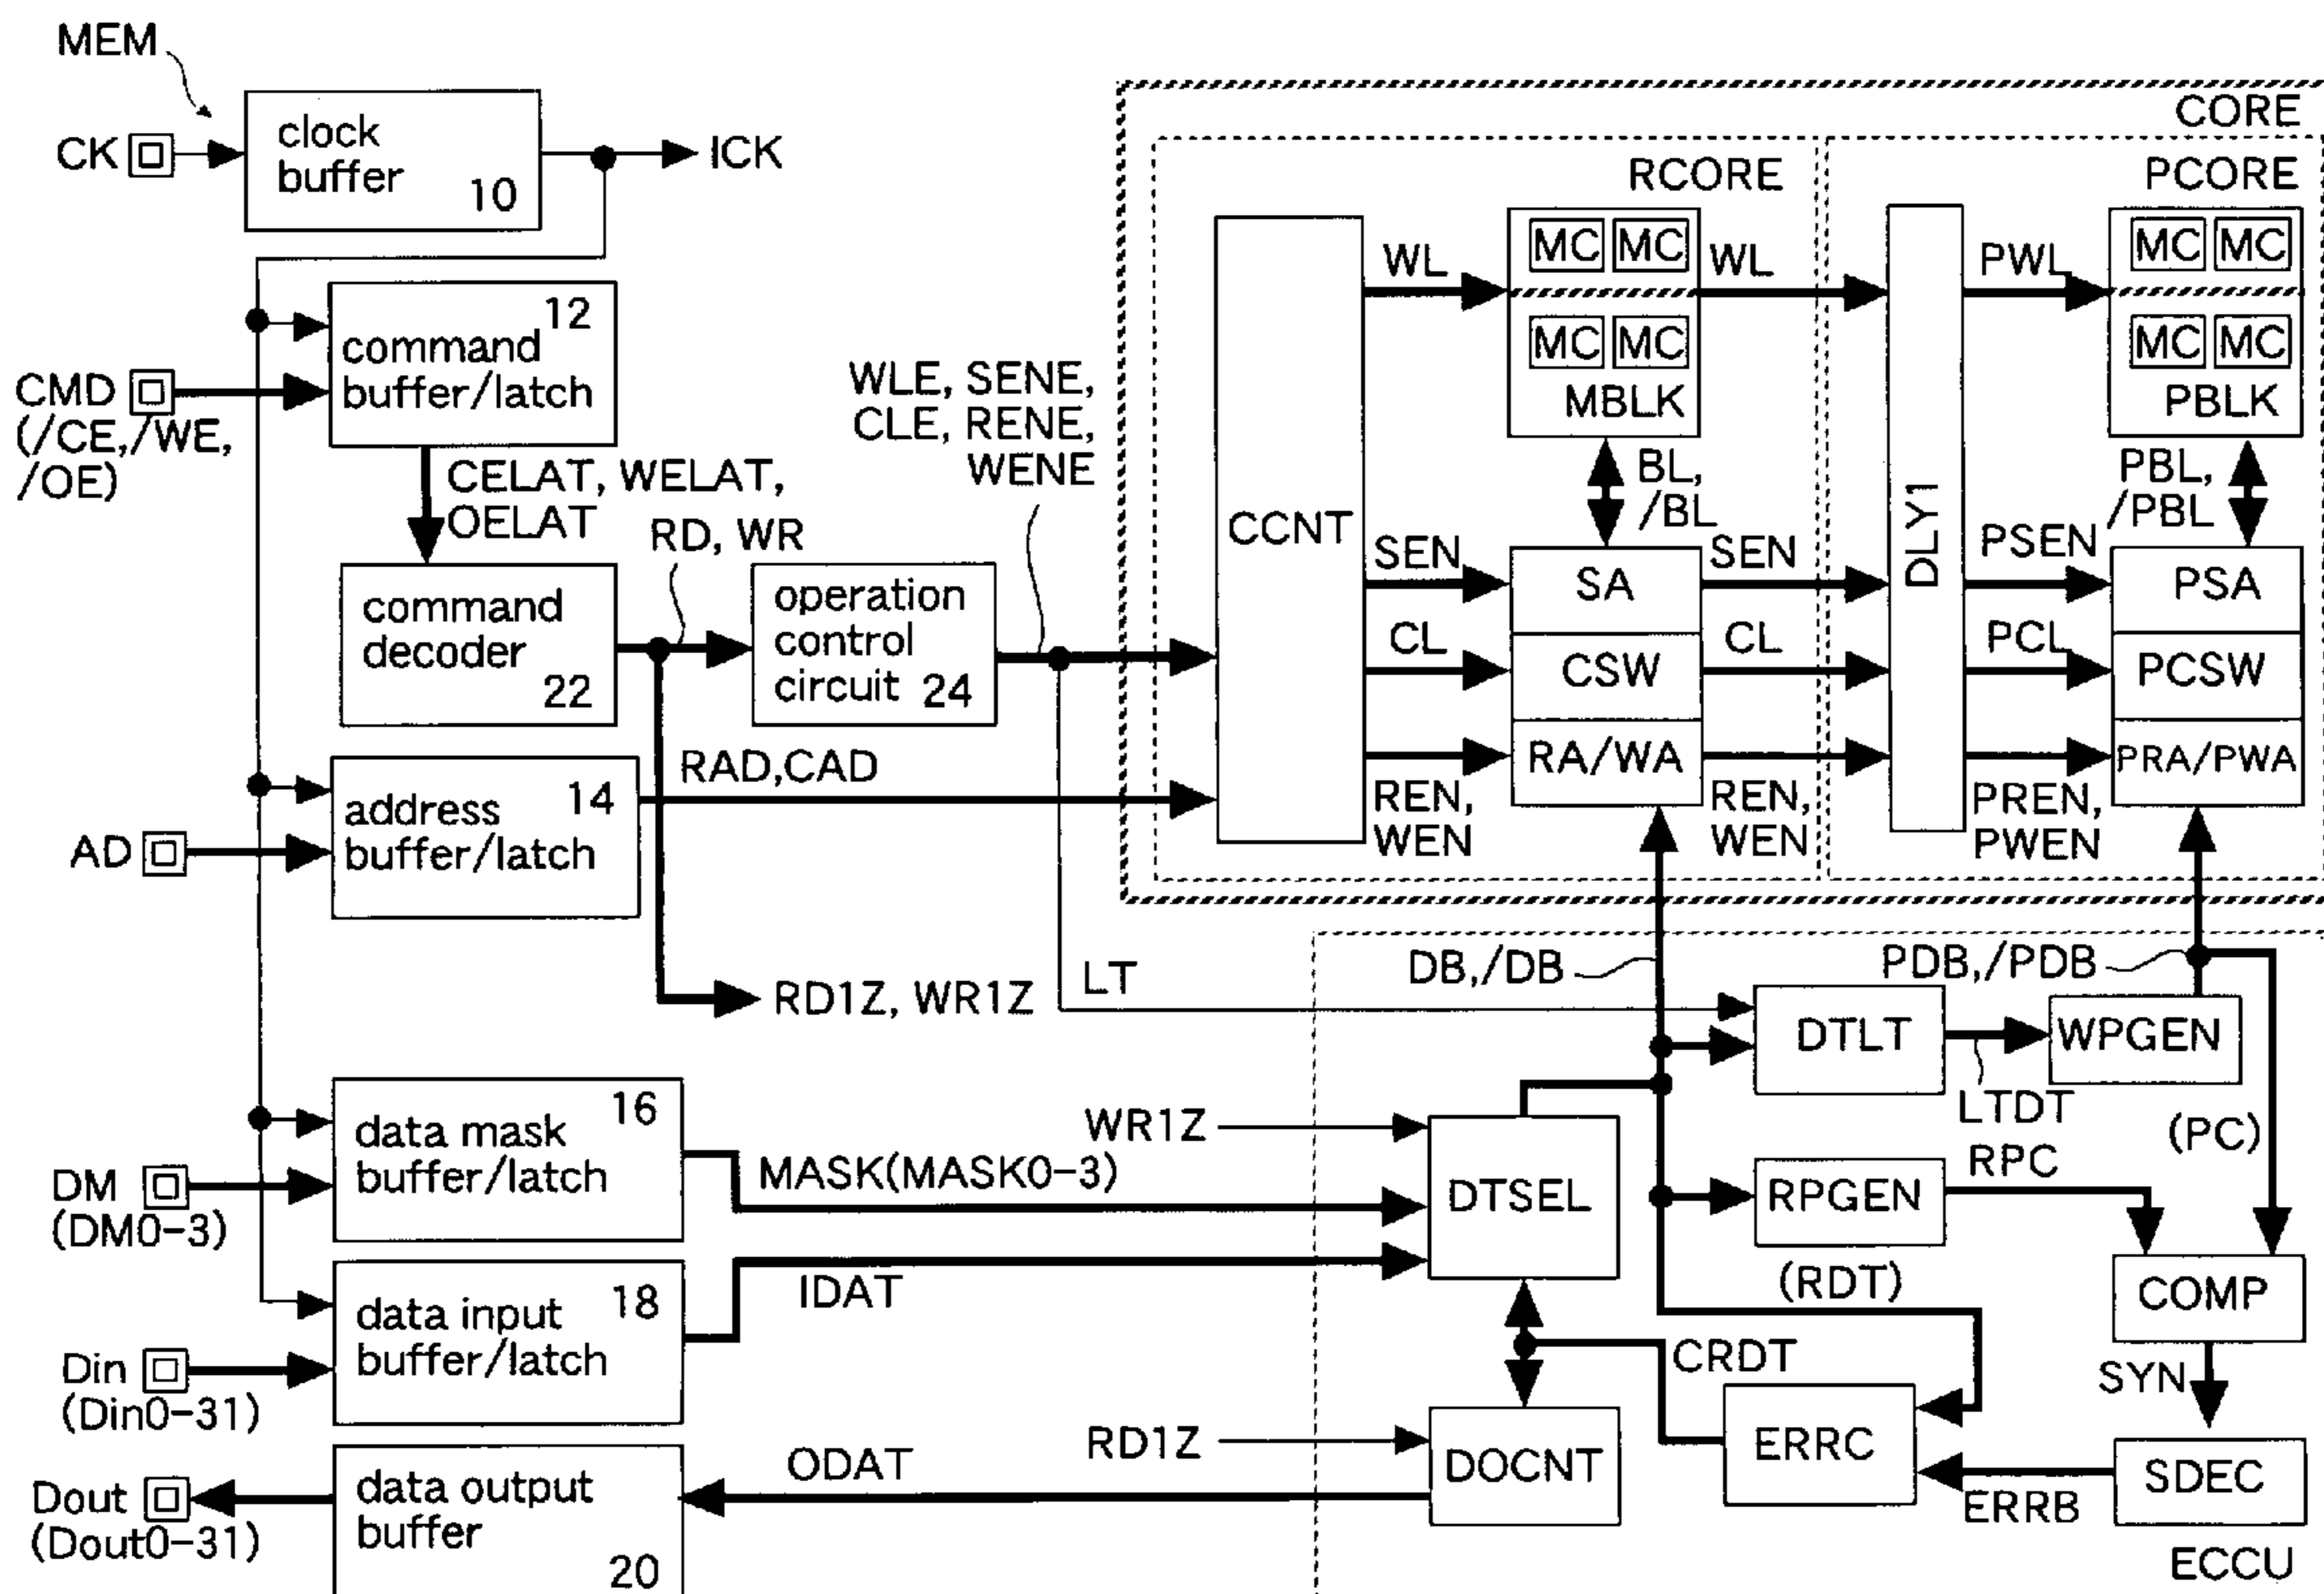 MEM
CK
clock
buffer
10
ICK
CMD
(/CE,/WE,
/OE)
12
command
buffer/latch
CELAT, WELAT,
OELAT
command
decoder
22
RD, WR
operation
control
circuit 24
WLE, SENE,
CLE, RENE,
WENE
AD
14
address
buffer/latch
RAD,CAD
RD1Z, WR1Z
LT
CORE
RCORE
CCNT
WL
MC MC
MC MC
MBLK
WL
BL,
/BL
SEN
SA
SEN
CL
CSW
CL
REN,
WEN
RA/WA
REN,
WEN
PCORE
DLY1
PWL
MC MC
MC MC
PBLK
PBL,
/PBL
PSEN
PSA
PCL
PCSW
PREN,
PWEN
PRA/PWA
DM
(DM0-3)
16
data mask
buffer/latch
MASK(MASK0-3)
Din
(Din0-31)
18
data input
buffer/latch
IDAT
Dout
(Dout0-31)
data output
buffer
20
ODAT
DB,/DB
PDB,/PDB
DTLT
LTDT
WPGEN
(PC)
WR1Z
DTSEL
RPGEN
RPC
(RDT)
COMP
SYN
CRDT
RD1Z
DOCNT
ERRC
ERRB
SDEC
ECCU